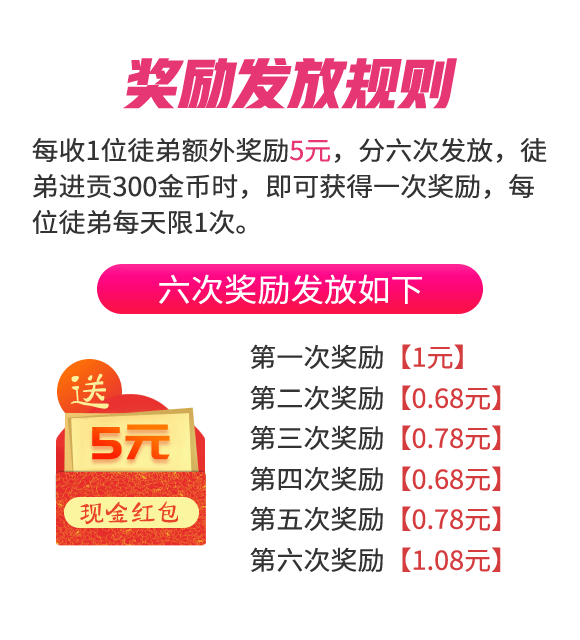 奖励发放规则
每收1位徒弟额外奖励5元，分六次发放，徒
弟进贡300金币时，即可获得一次奖励，每
位徒弟每天限1次。
六次奖励发放如下
第一次奖励【1元】
第二次奖励【0.68元】
第三次奖励【0.78元】
第四次奖励【0.68元】
第五次奖励【0.78元】
第六次奖励【1.08元】
送
5元
现金红包